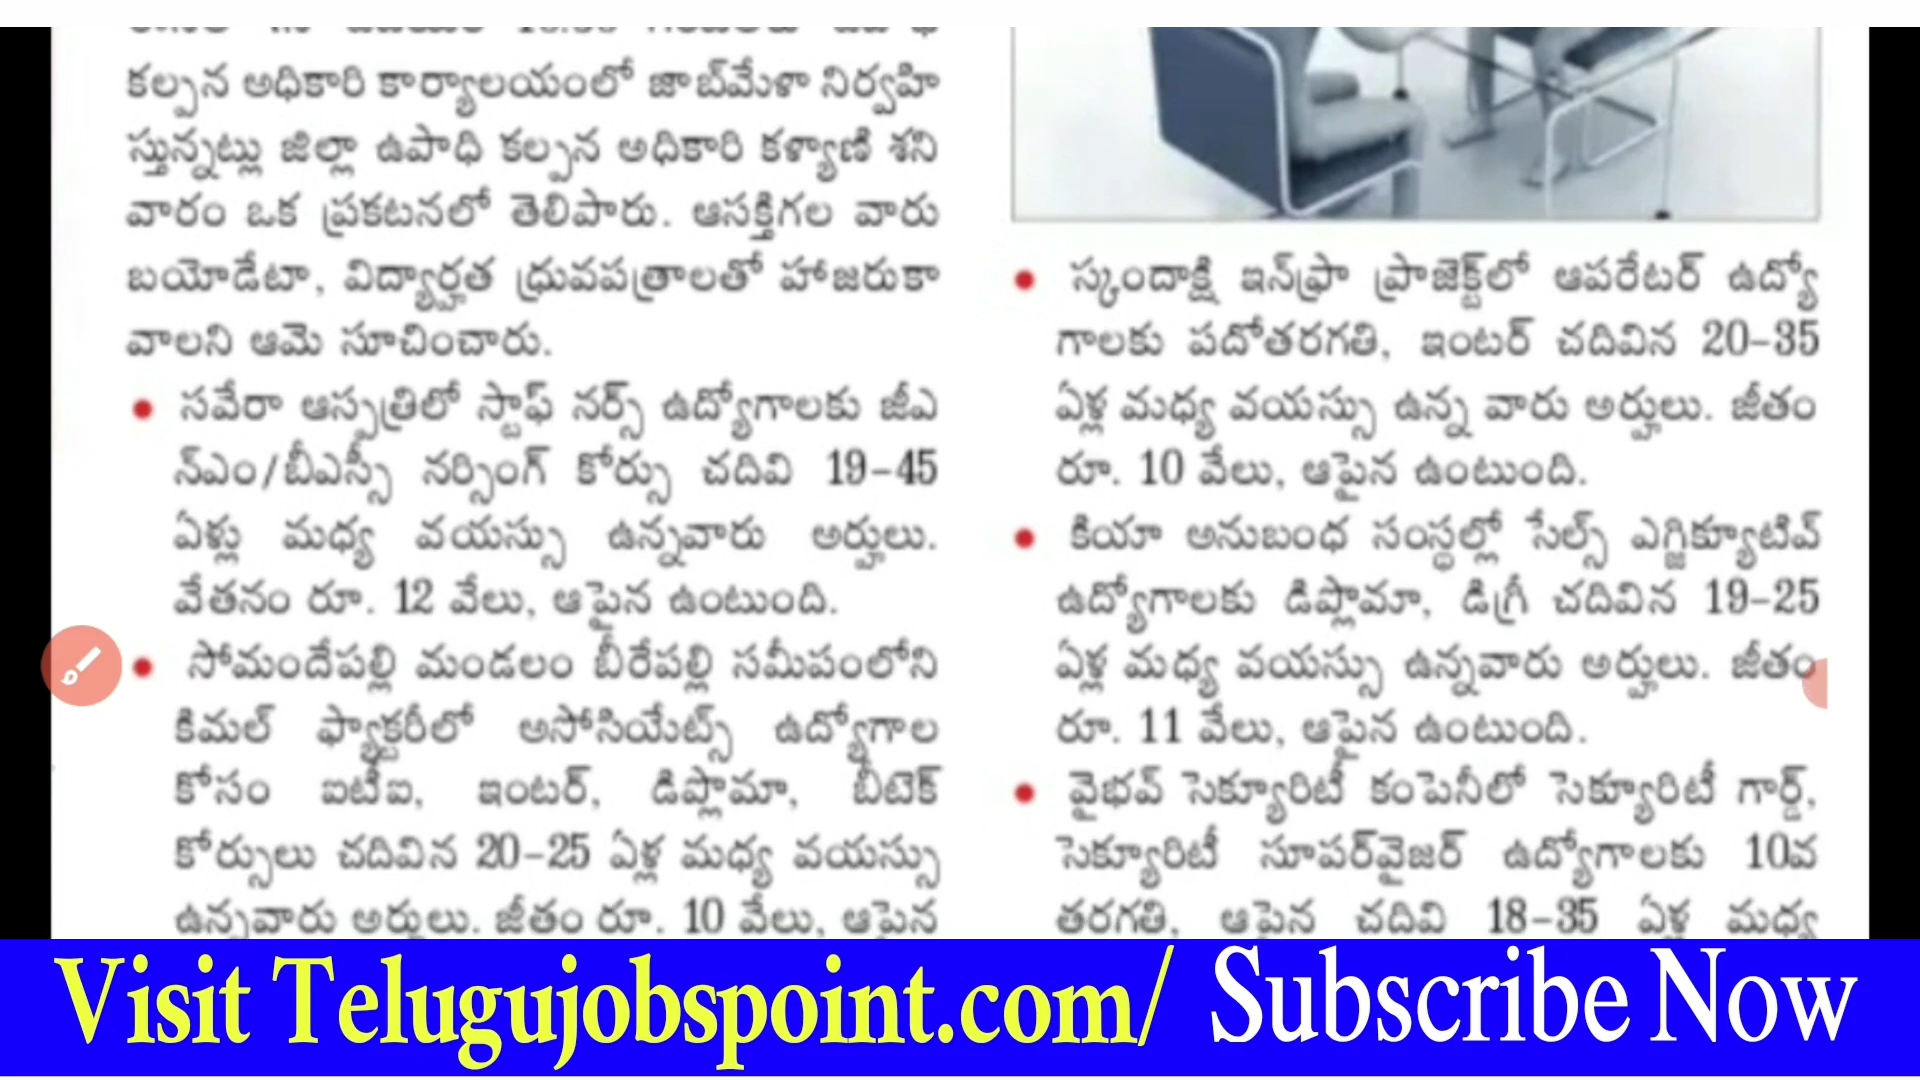 కల్పన అధికారి కార్యాలయంలో జాబ్‌మేళా నిర్వహి
స్తున్నట్లు జిల్లా ఉపాధి కల్పన అధికారి కళ్యాణి శని
వారం ఒక ప్రకటనలో తెలిపారు. ఆసక్తిగల వారు
బయోడేటా, విద్యార్హత ధ్రువపత్రాలతో హాజరుకా
వాలని ఆమె సూచించారు.
• సవేరా ఆస్పత్రిలో స్టాఫ్ నర్స్ ఉద్యోగాలకు జీఎ
న్ఎం/బీఎస్సీ నర్సింగ్ కోర్సు చదివి 19-45
ఏళ్లు మధ్య వయస్సు ఉన్నవారు అర్హులు.
వేతనం రూ. 12 వేలు, ఆపైన ఉంటుంది.
• సోమందేపల్లి మండలం బీరేపల్లి సమీపంలోని
కిమల్ ఫ్యాక్టరీలో అసోసియేట్స్ ఉద్యోగాల
కోసం ఐటీఐ, ఇంటర్, డిప్లొమా, బీటెక్
కోర్సులు చదివిన 20-25 ఏళ్ల మధ్య వయస్సు
ఉన్నవారు అర్హులు. జీతం రూ. 10 వేలు, ఆపైన
• స్కందాక్షి ఇన్‌ఫ్రా ప్రాజెక్ట్‌లో ఆపరేటర్ ఉద్యో
గాలకు పదోతరగతి, ఇంటర్ చదివిన 20-35
ఏళ్ల మధ్య వయస్సు ఉన్న వారు అర్హులు. జీతం
రూ. 10 వేలు, ఆపైన ఉంటుంది.
• కియా అనుబంధ సంస్థల్లో సేల్స్ ఎగ్జిక్యూటివ్
ఉద్యోగాలకు డిప్లొమా, డిగ్రీ చదివిన 19-25
ఏళ్ల మధ్య వయస్సు ఉన్నవారు అర్హులు. జీతం
రూ. 11 వేలు, ఆపైన ఉంటుంది.
• వైభవ్ సెక్యూరిటీ కంపెనీలో సెక్యూరిటీ గార్డ్,
సెక్యూరిటీ సూపర్‌వైజర్ ఉద్యోగాలకు 10వ
తరగతి, ఆపైన చదివి 18-35 ఏళ్ల మధ్య
Visit Telugujobspoint.com/ Subscribe Now